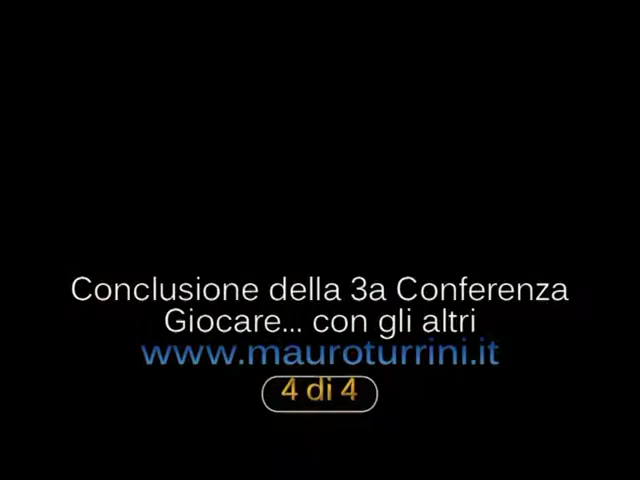 Conclusione della 3a Conferenza
Giocare... con gli altri
www.mauroturrini.it
4 di 4